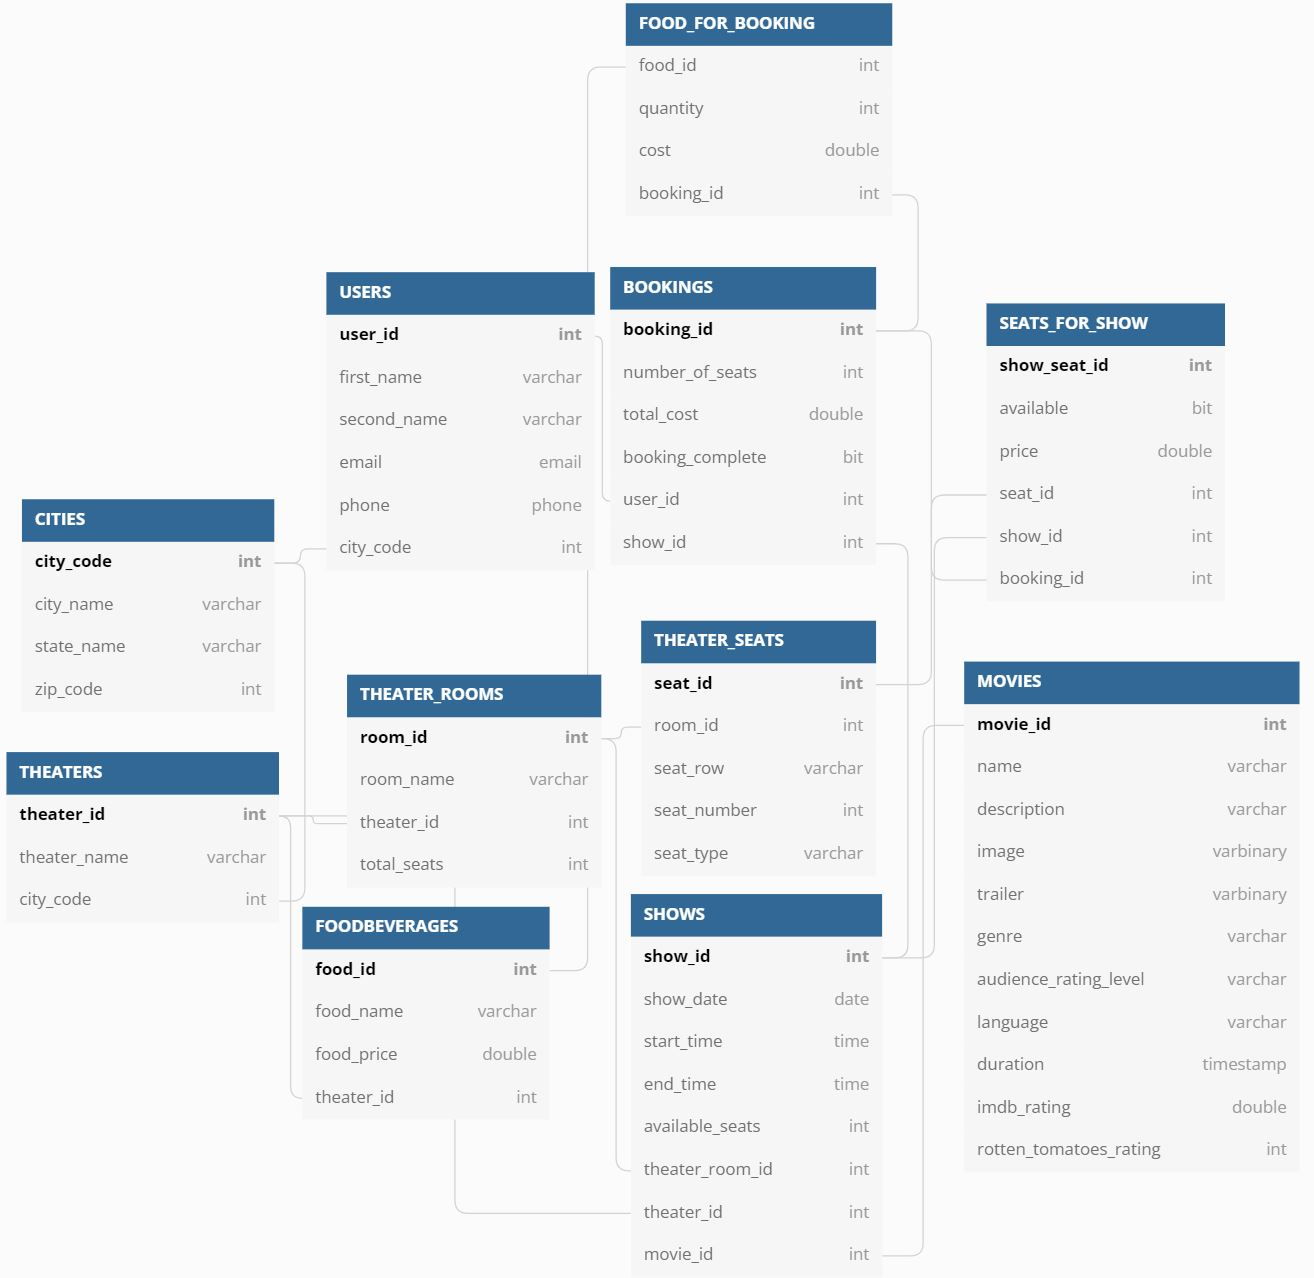 FOOD_FOR_BOOKING
food_id int
quantity int
cost double
booking_id int
USERS
user_id int
first_name varchar
second_name varchar
email email
phone phone
city_code int
BOOKINGS
booking_id int
number_of_seats int
total_cost double
booking_complete bit
user_id int
show_id int
SEATS_FOR_SHOW
show_seat_id int
available bit
price double
seat_id int
show_id int
booking_id int
CITIES
city_code int
city_name varchar
state_name varchar
zip_code int
THEATER_ROOMS
room_id int
room_name varchar
theater_id int
total_seats int
THEATER_SEATS
seat_id int
room_id int
seat_row varchar
seat_number int
seat_type varchar
MOVIES
movie_id int
name varchar
description varchar
image varbinary
trailer varbinary
genre varchar
audience_rating_level varchar
language varchar
duration timestamp
imdb_rating double
rotten_tomatoes_rating int
THEATERS
theater_id int
theater_name varchar
city_code int
FOODBEVERAGES
food_id int
food_name varchar
food_price double
theater_id int
SHOWS
show_id int
show_date date
start_time time
end_time time
available_seats int
theater_room_id int
theater_id int
movie_id int